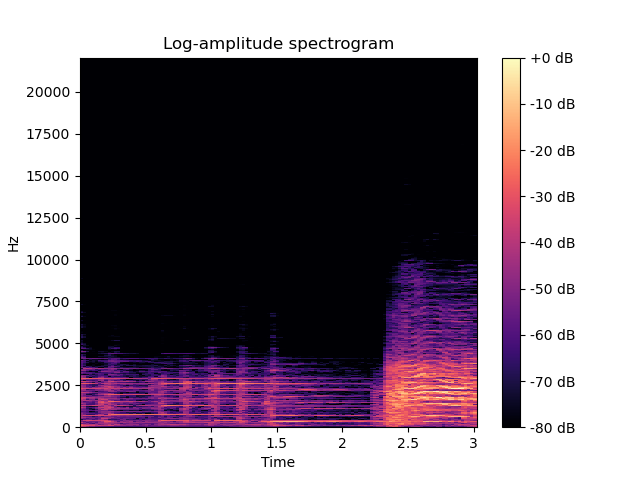 Log-amplitude spectrogram
Hz
20000
17500
15000
12500
10000
7500
5000
2500
0
0 0.5 1 1.5 2 2.5 3
Time
+0 dB
-10 dB
-20 dB
-30 dB
-40 dB
-50 dB
-60 dB
-70 dB
-80 dB